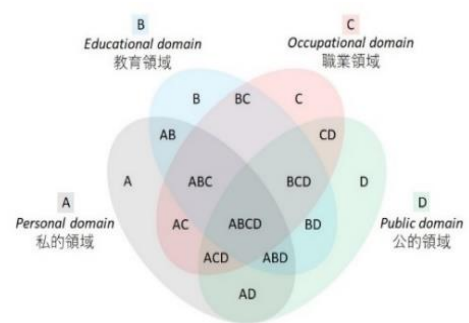 B
Educational domain
教育領域
C
Occupational domain
職業領域
B
BC
C
AB
CD
A
ABC
BCD
D
A
Personal domain
私的領域
AC
ABCD
BD
D
Public domain
公的領域
ACD
ABD
AD